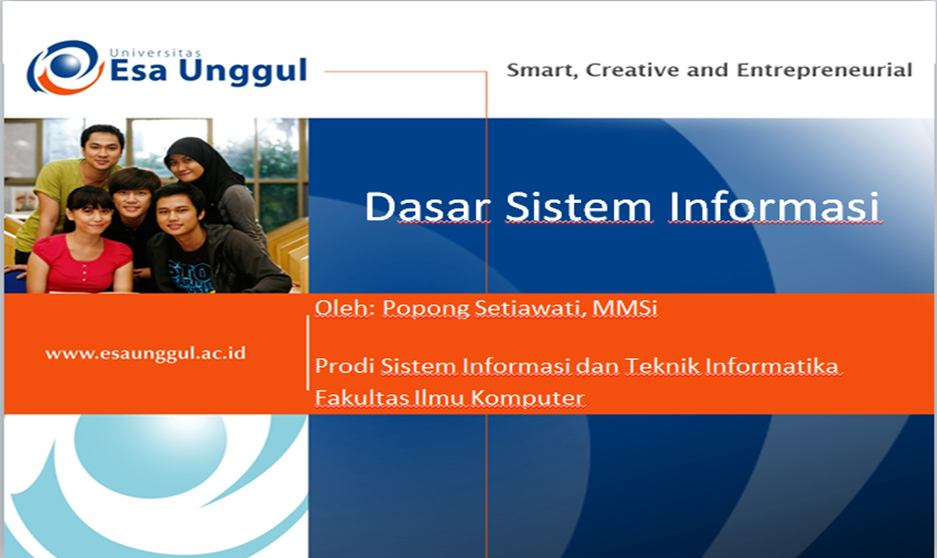 Universitas
Esa Unggul
Smart, Creative and Entrepreneurial
Dasar Sistem Informasi
Oleh: Popong Setiawati, MMSi
www.esaunggul.ac.id
Prodi Sistem Informasi dan Teknik Informatika
Fakultas Ilmu Komputer